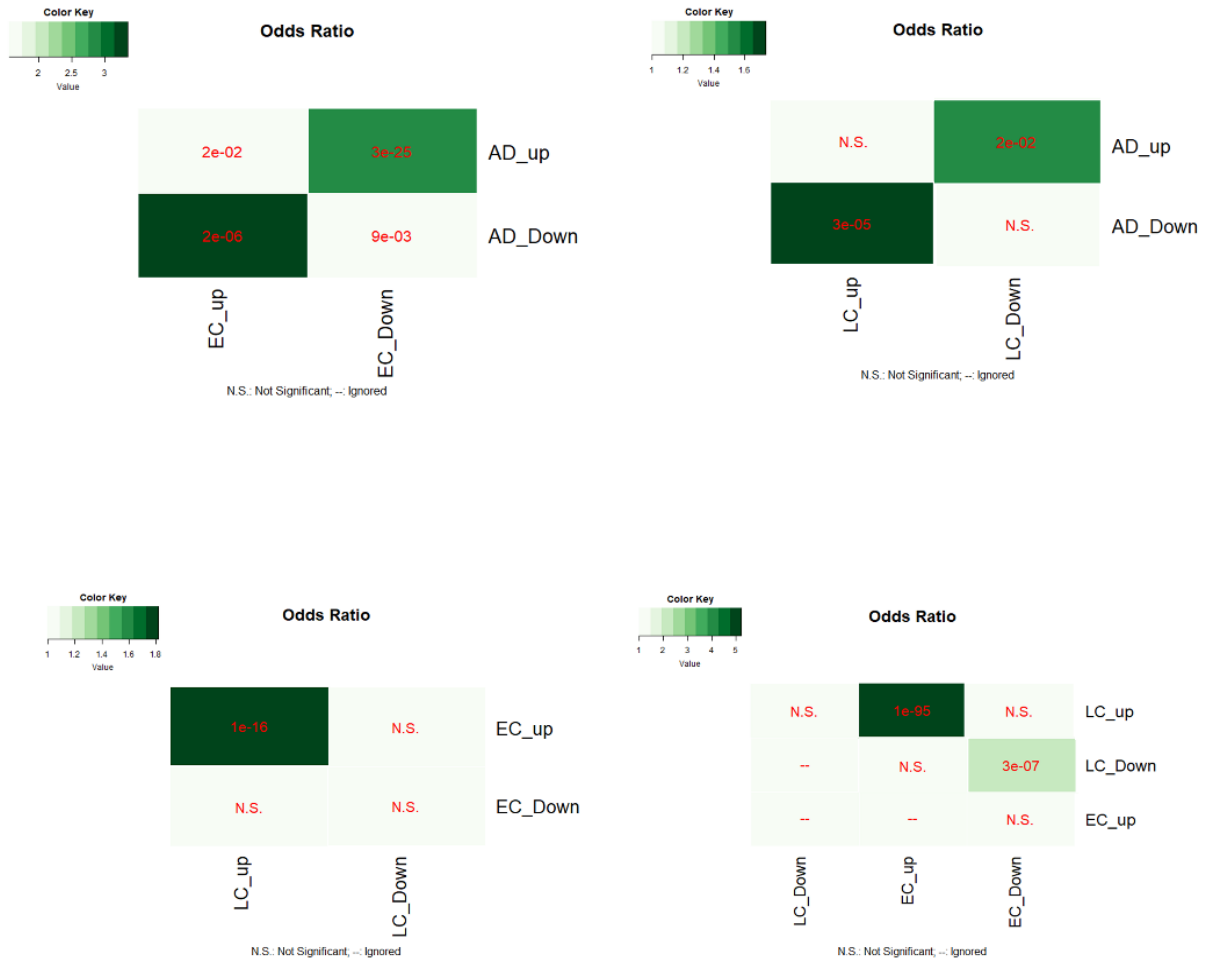 Color Key
2 2.5 3
Value
Odds Ratio
2e-02 3e-25 AD_up
2e-06 9e-03 AD_Down
EC_up EC_Down
N.S.: Not Significant; --: Ignored
Color Key
1 1.2 1.4 1.6
Value
Odds Ratio
N.S. 2e-02 AD_up
3e-05 N.S. AD_Down
LC_up LC_Down
N.S.: Not Significant; --: Ignored
Color Key
1 1.2 1.4 1.6 1.8
Value
Odds Ratio
1e-16 N.S. EC_up
N.S. N.S. EC_Down
LC_up LC_Down
N.S.: Not Significant; --: Ignored
Color Key
1 2 3 4 5
Value
Odds Ratio
N.S. 1e-95 N.S. LC_up
-- N.S. 3e-07 LC_Down
-- -- N.S. EC_up
LC_Down EC_up EC_Down
N.S.: Not Significant; --: Ignored